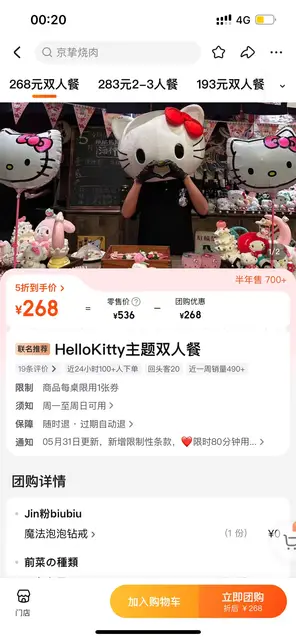 00:20
4G
京挚烧肉
268元双人餐 283元2-3人餐 193元双人餐
1/2
5折到手价
半年售 700+
¥268 = 零售价 ¥536 − 团购优惠 ¥268
联名推荐 HelloKitty主题双人餐
19条评价 近24小时100+人下单 回头客20 近一周销量490+
限制 商品每桌限用1张券
须知 周一至周日可用
保障 随时退·过期自动退
通知 05月31日更新，新增限制性条款，❤️限时80分钟用...
团购详情
Jin粉biubiu
魔法泡泡钻戒 (1 份) ¥0
前菜の種類
门店
加入购物车
立即团购
折后 ¥268